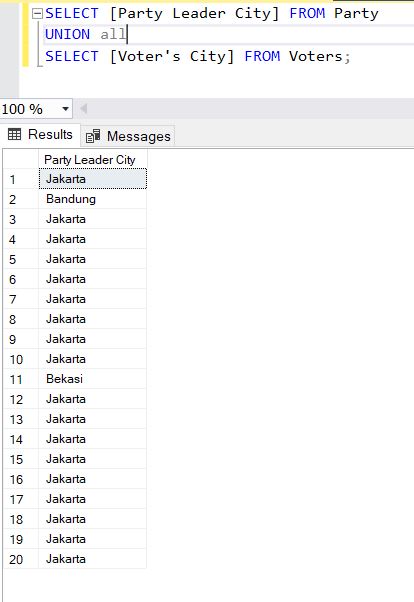 SELECT [Party Leader City] FROM Party
UNION all
SELECT [Voter's City] FROM Voters;
100 %
Results Messages
Party Leader City
1 Jakarta
2 Bandung
3 Jakarta
4 Jakarta
5 Jakarta
6 Jakarta
7 Jakarta
8 Jakarta
9 Jakarta
10 Jakarta
11 Bekasi
12 Jakarta
13 Jakarta
14 Jakarta
15 Jakarta
16 Jakarta
17 Jakarta
18 Jakarta
19 Jakarta
20 Jakarta